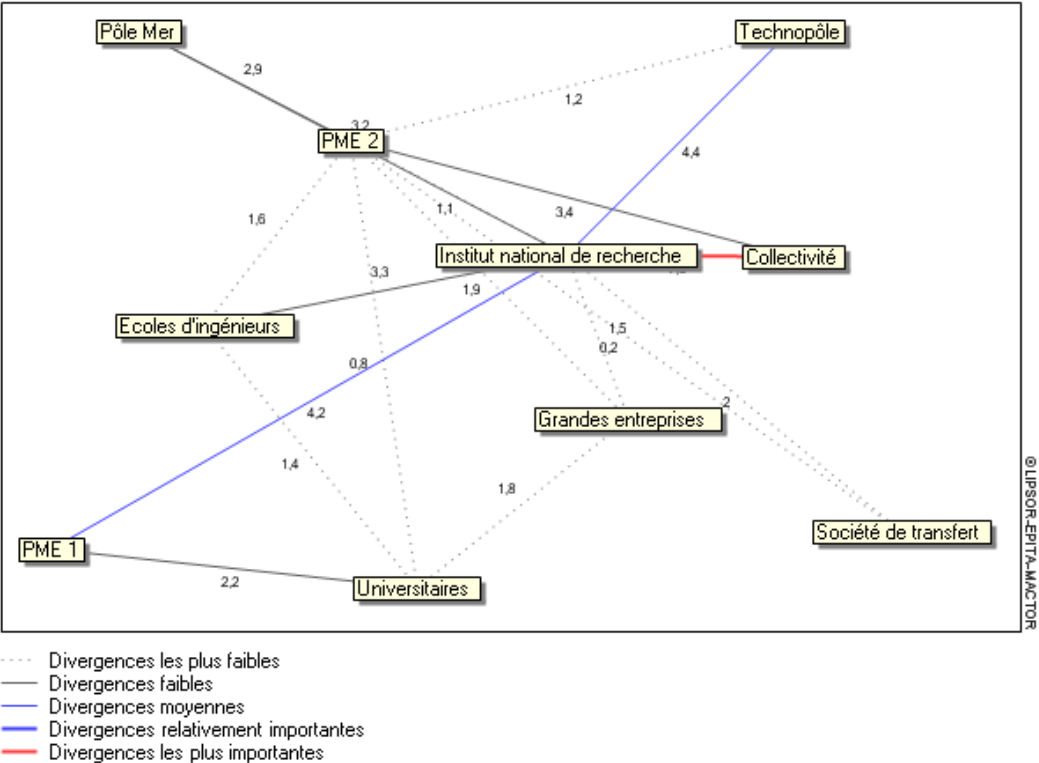 Pôle Mer
Technopôle
2,9
1,2
3,2
PME 2
4,4
1,1
3,4
1,6
Institut national de recherche
Collectivité
3,3
1,9
Ecoles d'ingénieurs
1,5
0,2
0,8
2
4,2
Grandes entreprises
1,4
1,8
Société de transfert
PME 1
2,2
Universitaires
©LIPSOR-EPITA-MACTOR
Divergences les plus faibles
Divergences faibles
Divergences moyennes
Divergences relativement importantes
Divergences les plus importantes